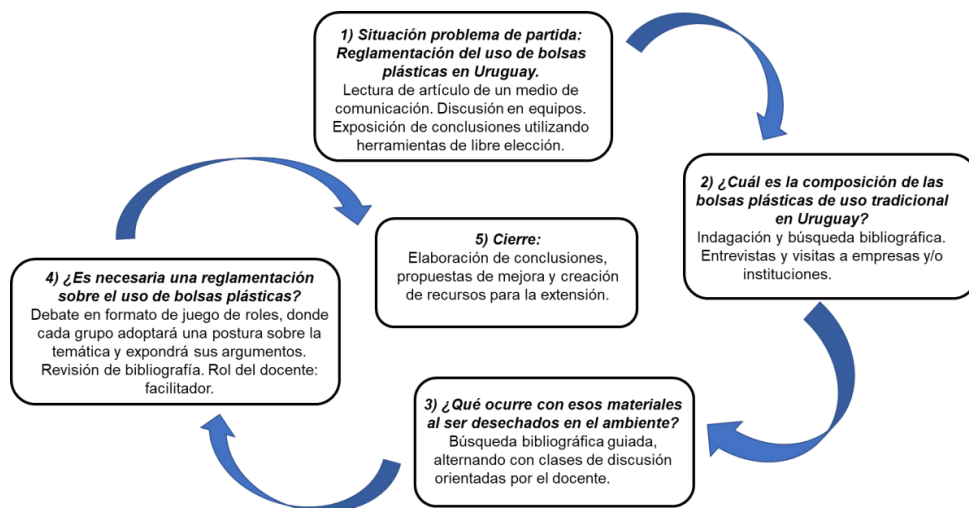 1) Situación problema de partida:
Reglamentación del uso de bolsas
plásticas en Uruguay.
Lectura de artículo de un medio de
comunicación. Discusión en equipos.
Exposición de conclusiones utilizando
herramientas de libre elección.
2) ¿Cuál es la composición de las
bolsas plásticas de uso tradicional
en Uruguay?
Indagación y búsqueda bibliográfica.
Entrevistas y visitas a empresas y/o
instituciones.
3) ¿Qué ocurre con esos materiales
al ser desechados en el ambiente?
Búsqueda bibliográfica guiada,
alternando con clases de discusión
orientadas por el docente.
4) ¿Es necesaria una reglamentación
sobre el uso de bolsas plásticas?
Debate en formato de juego de roles, donde
cada grupo adoptará una postura sobre la
temática y expondrá sus argumentos.
Revisión de bibliografía. Rol del docente:
facilitador.
5) Cierre:
Elaboración de conclusiones,
propuestas de mejora y creación
de recursos para la extensión.